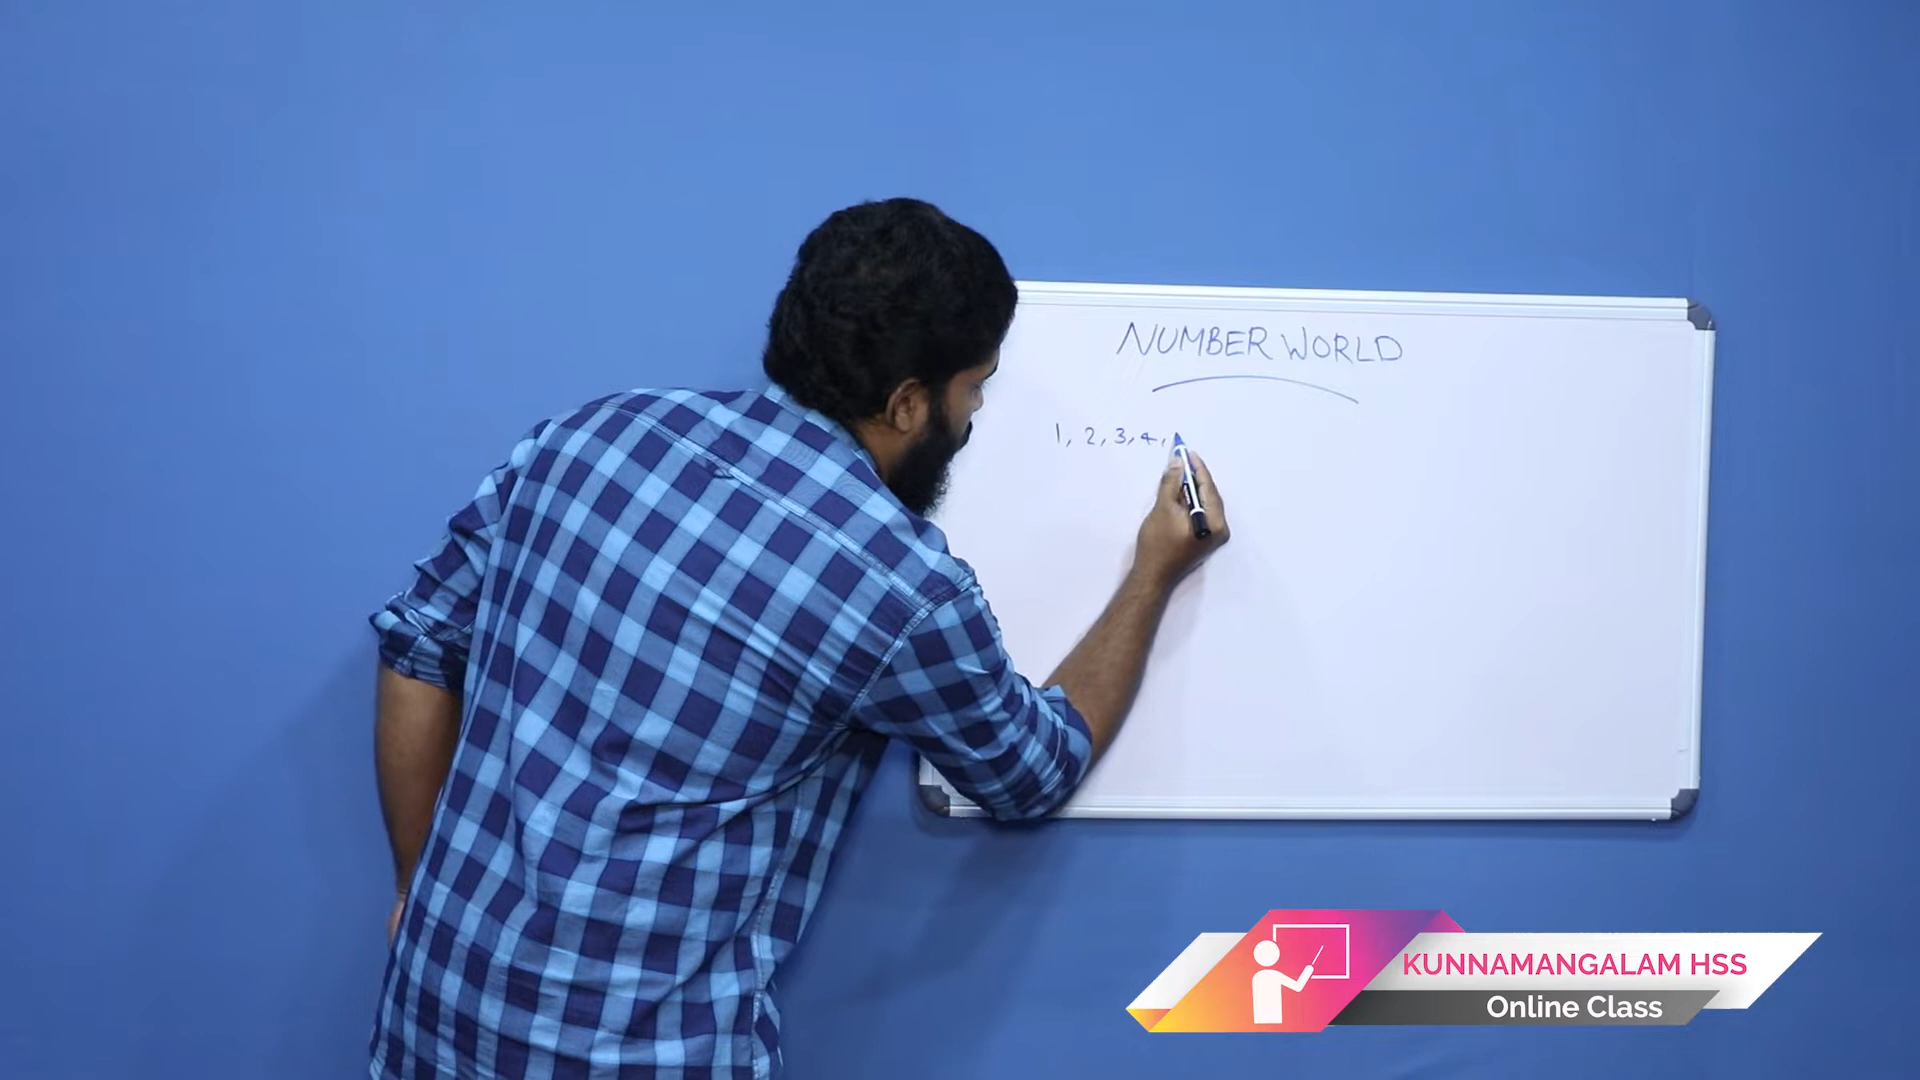 NUMBER WORLD
1, 2, 3, 4,
KUNNAMANGALAM HSS
Online Class